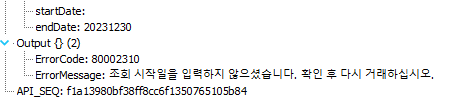 startDate:
endDate: 20231230
Output {} (2)
ErrorCode: 80002310
ErrorMessage: 조회 시작일을 입력하지 않으셨습니다. 확인 후 다시 거래하십시오.
API_SEQ: f1a13980bf38ff8cc6f1350765105b84